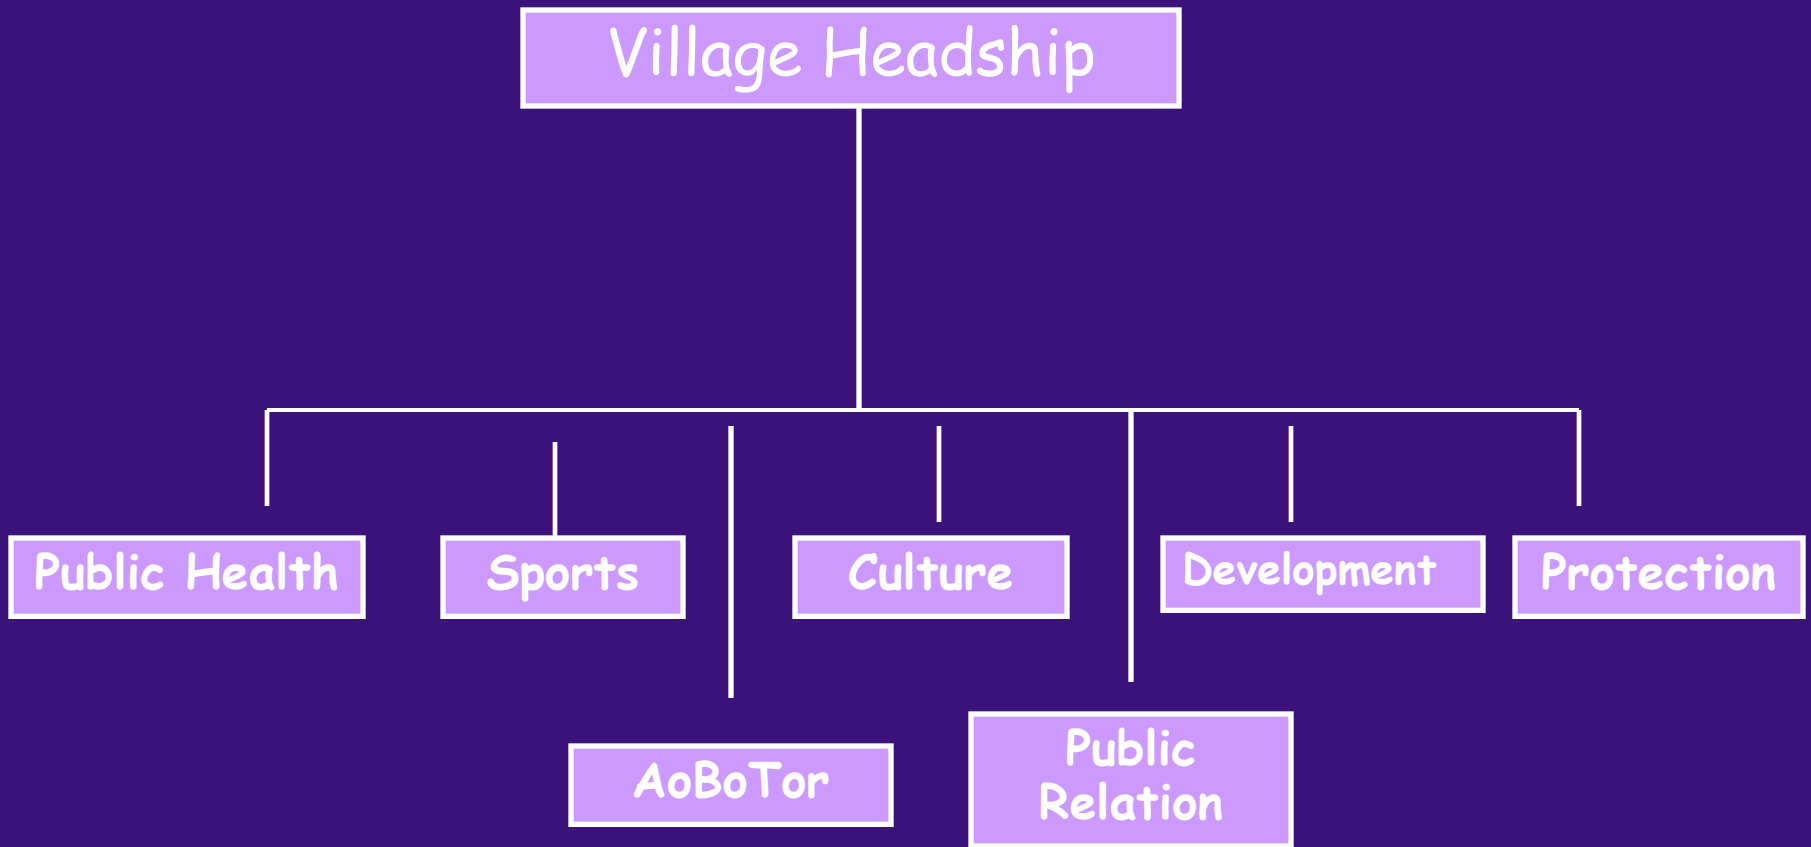 Village Headship
Public Health
Sports
Culture
Development
Protection
AoBoTor
Public
Relation